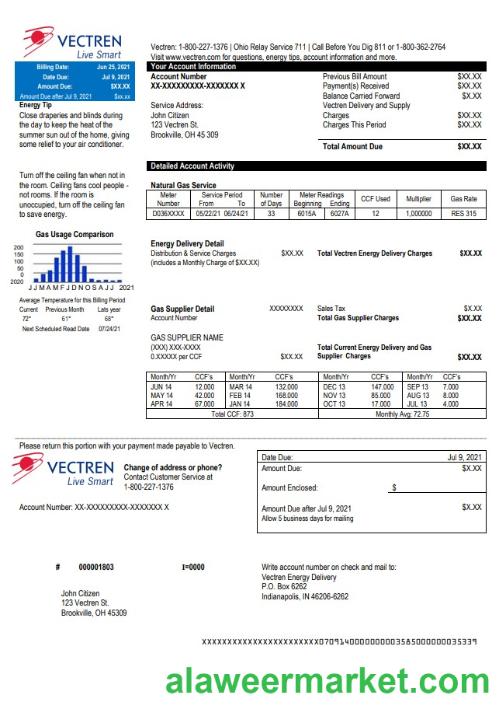 VECTREN
Live Smart
Vectren: 1-800-227-1376 | Ohio Relay Service 711 | Call Before You Dig 811 or 1-800-362-2764
Visit www.vectren.com for questions, energy tips, account information and more.
Billing Date: Jun 25, 2021
Date Due: Jul 9, 2021
Amount Due: $XX.XX
Amount Due after Jul 9, 2021 $xx.xx
Energy Tip
Close draperies and blinds during
the day to keep the heat of the
summer sun out of the home, giving
some relief to your air conditioner.
Turn off the ceiling fan when not in
the room. Ceiling fans cool people -
not rooms. If the room is
unoccupied, turn off the ceiling fan
to save energy.
Gas Usage Comparison
200
150
100
50
0
2020 J J M A M F J M J D N O S A J J 2021
Average Temperature for this Billing Period
Current Previous Month Lats year
72° 61° 68°
Next Scheduled Read Date 07/24/21
Your Account Information
Account Number
XX-XXXXXXXXX-XXXXXXX X
Service Address:
John Citizen
123 Vectren St.
Brookville, OH 45 309
Previous Bill Amount $XX.XX
Payment(s) Received $XX.XX
Balance Carried Forward $X.XX
Vectren Delivery and Supply
Charges $XX.XX
Charges This Period $XX.XX
Total Amount Due $XX.XX
Detailed Account Activity
Natural Gas Service
Meter Number Service Period From To Number of Days Meter Readings Beginning Ending CCF Used Multiplier Gas Rate
D036XXXX 05/22/21 06/24/21 33 6015A 6027A 12 1,000000 RES 315
Energy Delivery Detail
Distribution & Service Charges $XX.XX Total Vectren Energy Delivery Charges $XX.XX
(includes a Monthly Charge of $XX.XX)
Gas Supplier Detail XXXXXXXX Sales Tax $X.XX
Account Number Total Gas Supplier Charges $XX.XX
GAS SUPPLIER NAME
(XXX) XXX-XXXX Total Current Energy Delivery and Gas
0.XXXXX per CCF $XX.XX Supplier Charges $XX.XX
Month/Yr CCF's Month/Yr CCF's Month/Yr CCF's Month/Yr CCF's
JUN 14 12.000 MAR 14 132.000 DEC 13 147.000 SEP 13 7.000
MAY 14 42.000 FEB 14 168.000 NOV 13 85.000 AUG 13 8.000
APR 14 67.000 JAN 14 184.000 OCT 13 17.000 JUL 13 4.000
Total CCF: 873 Monthly Avg: 72.75
Please return this portion with your payment made payable to Vectren.
VECTREN
Live Smart
Change of address or phone?
Contact Customer Service at
1-800-227-1376
Account Number: XX-XXXXXXXXX-XXXXXXX X
Date Due: Jul 9, 2021
Amount Due: $X.XX
Amount Enclosed: $
Amount Due after Jul 9, 2021 $X.XX
Allow 5 business days for mailing
# 000001803 I=0000
John Citizen
123 Vectren St.
Brookville, OH 45309
Write account number on check and mail to:
Vectren Energy Delivery
P.O. Box 6262
Indianapolis, IN 46206-6262
alaweermarket.com